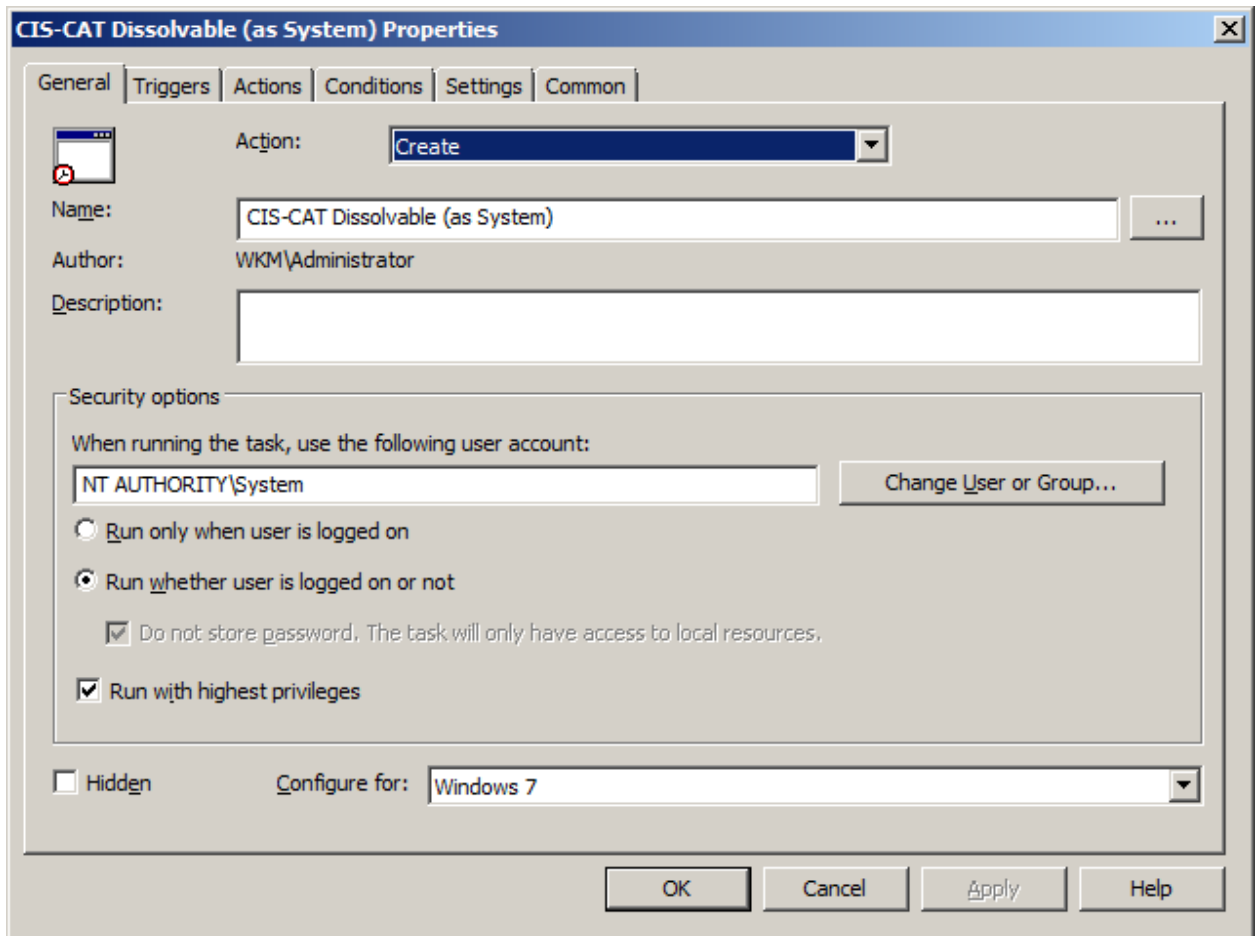 CIS-CAT Dissolvable (as System) Properties
General Triggers Actions Conditions Settings Common
Action: Create
Name: CIS-CAT Dissolvable (as System) ...
Author: WKM\Administrator
Description:
Security options
When running the task, use the following user account:
NT AUTHORITY\System Change User or Group...
Run only when user is logged on
Run whether user is logged on or not
Do not store password. The task will only have access to local resources.
Run with highest privileges
Hidden Configure for: Windows 7
OK Cancel Apply Help